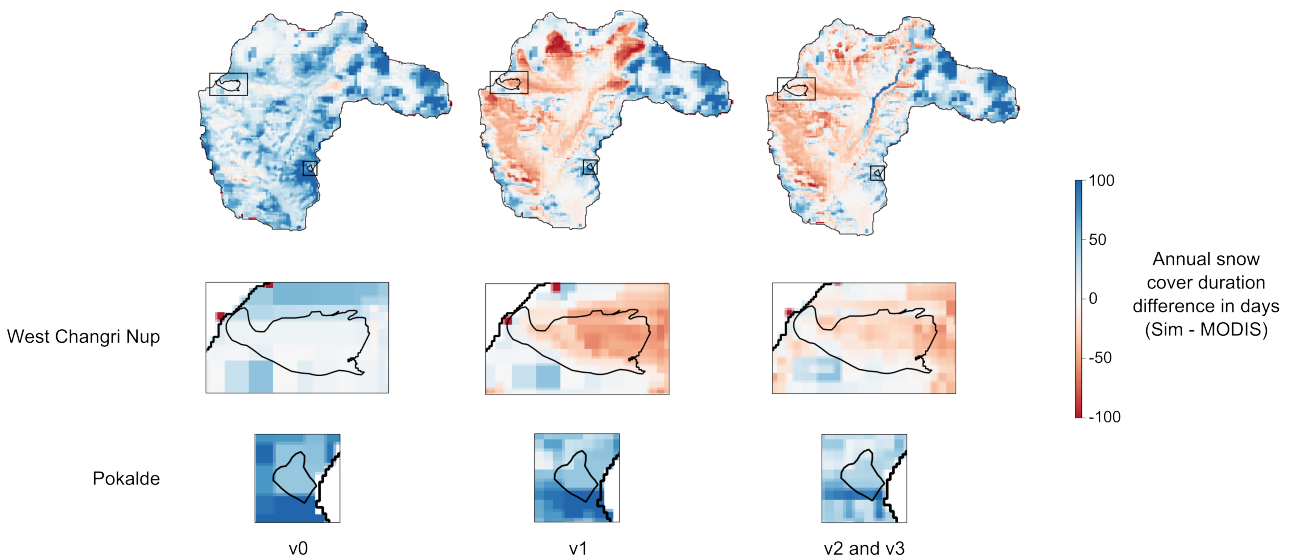 100
50
0
-50
-100
Annual snow
cover duration
difference in days
(Sim - MODIS)
West Changri Nup
Pokalde
v0
v1
v2 and v3